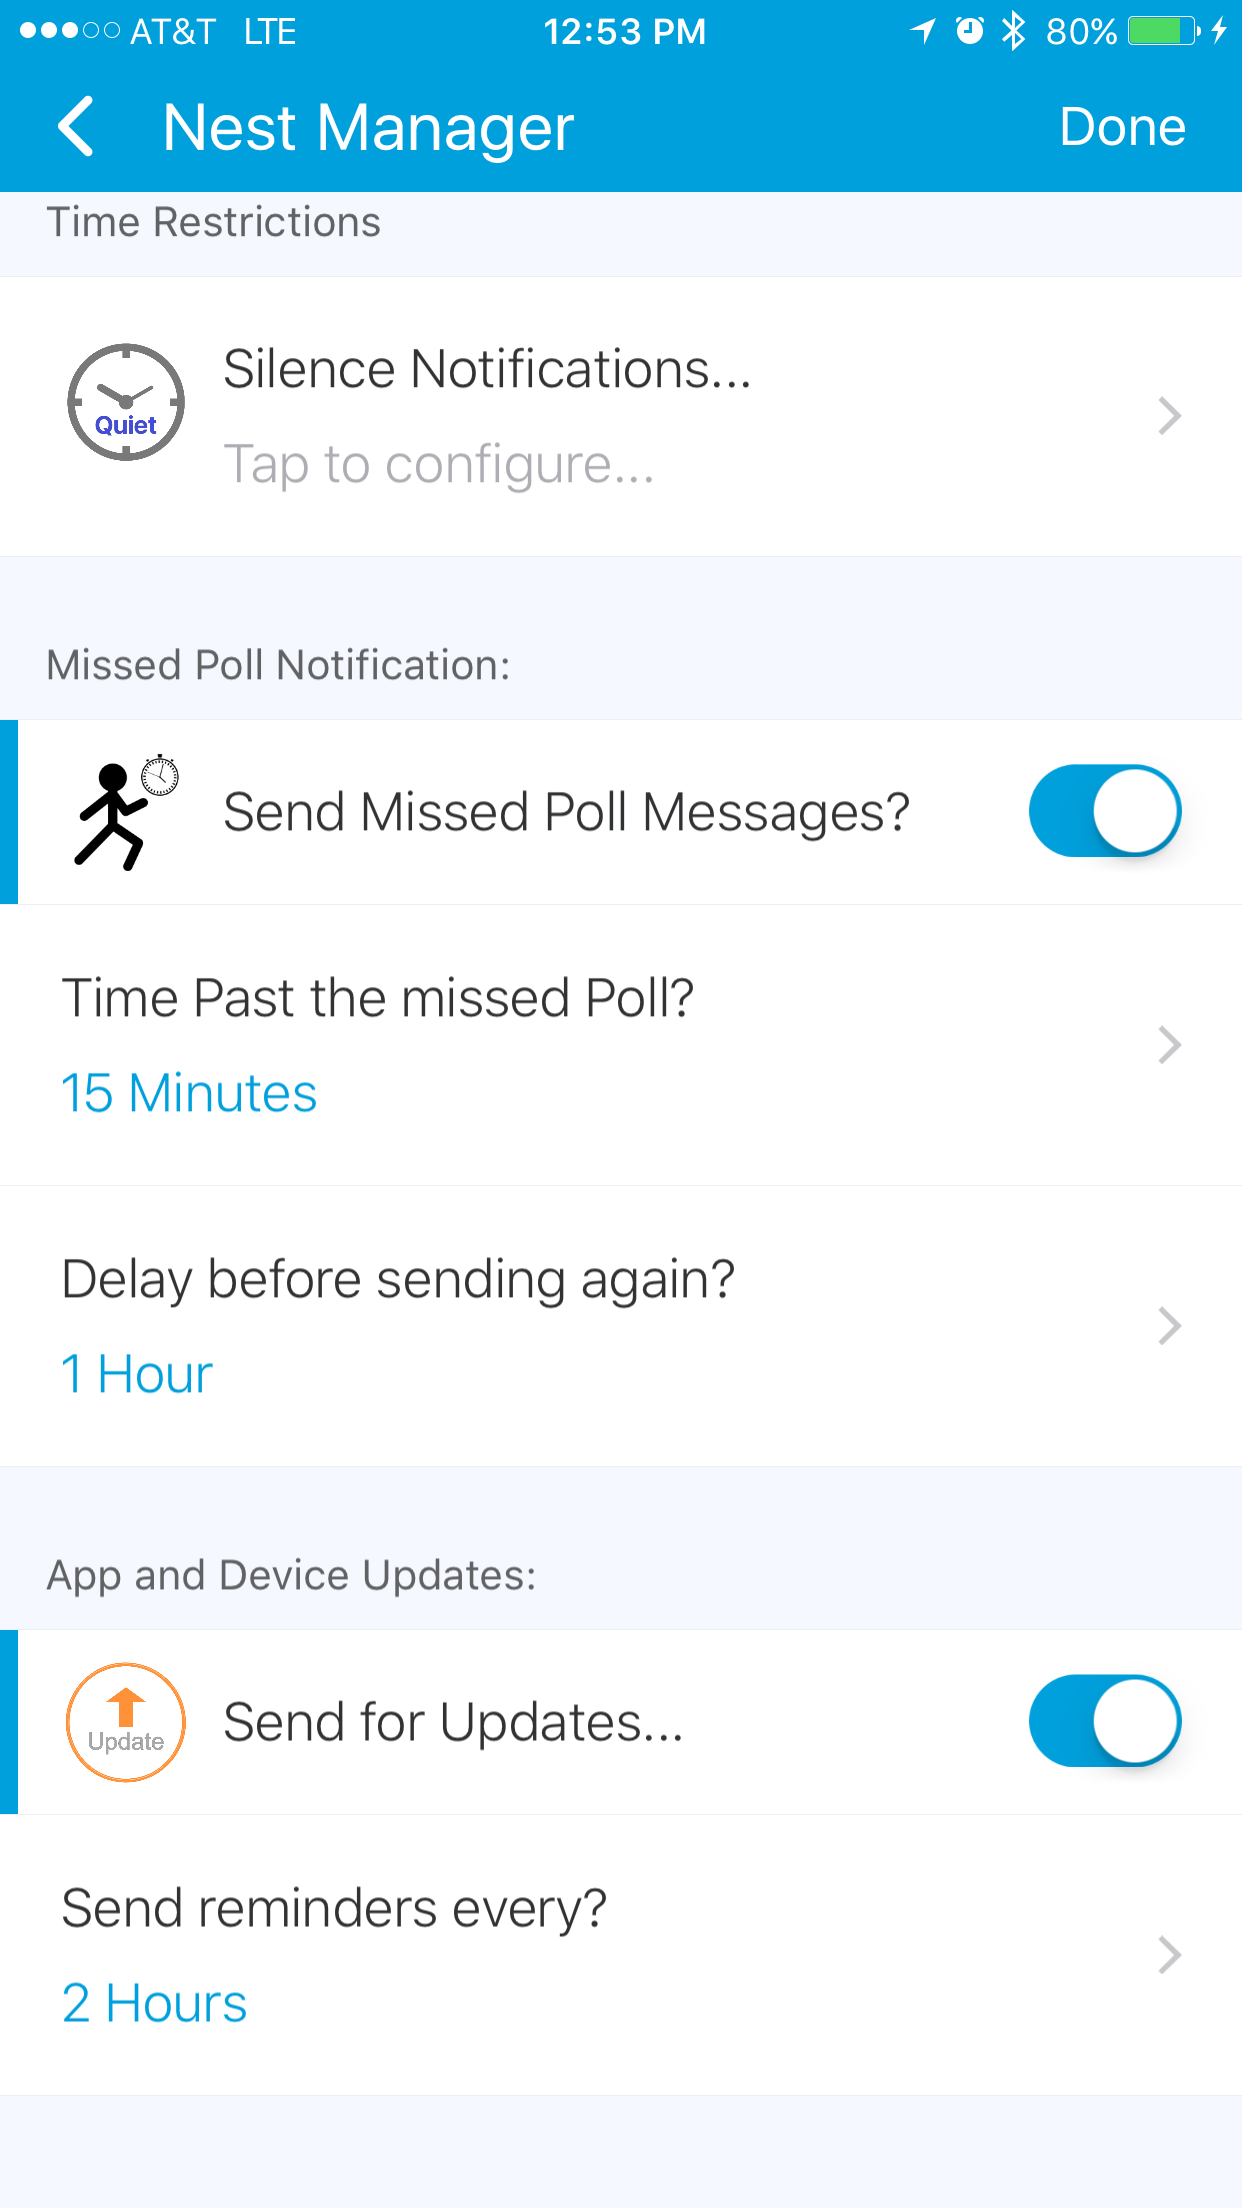 AT&T LTE 12:53 PM 80%
Nest Manager Done
Time Restrictions
Silence Notifications...
Quiet
Tap to configure...
Missed Poll Notification:
Send Missed Poll Messages?
Time Past the missed Poll?
15 Minutes
Delay before sending again?
1 Hour
App and Device Updates:
Send for Updates...
Update
Send reminders every?
2 Hours